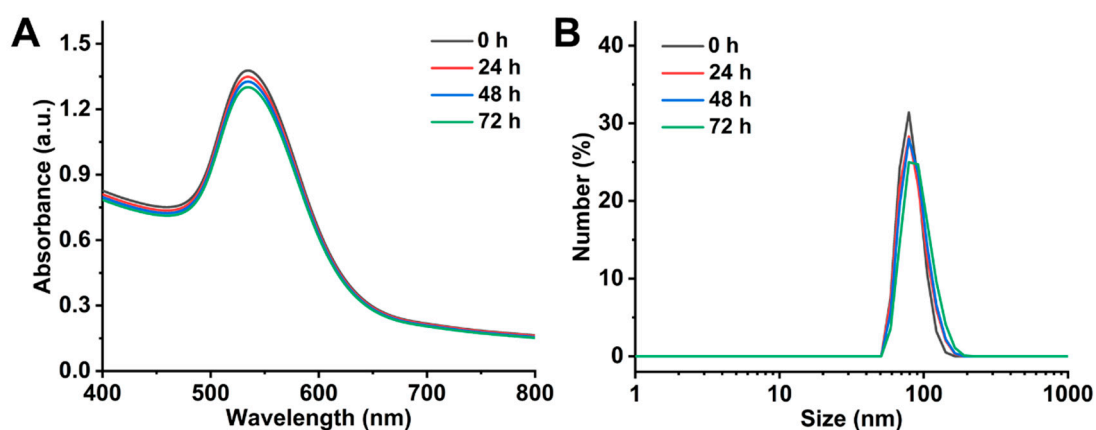 A
Absorbance (a.u.)
1.5
1.2
0.9
0.6
0.3
0.0
0 h
24 h
48 h
72 h
400
500
600
700
800
Wavelength (nm)
B
Number (%)
40
30
20
10
0
0 h
24 h
48 h
72 h
1
10
100
1000
Size (nm)